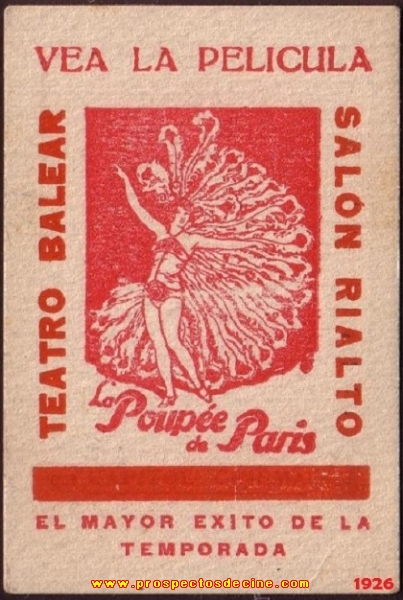 VEA LA PELICULA
TEATRO BALEAR
SALÓN RIALTO
La Poupée
de Paris
EL MAYOR EXITO DE LA
TEMPORADA
1926
www.prospectosdecine.com